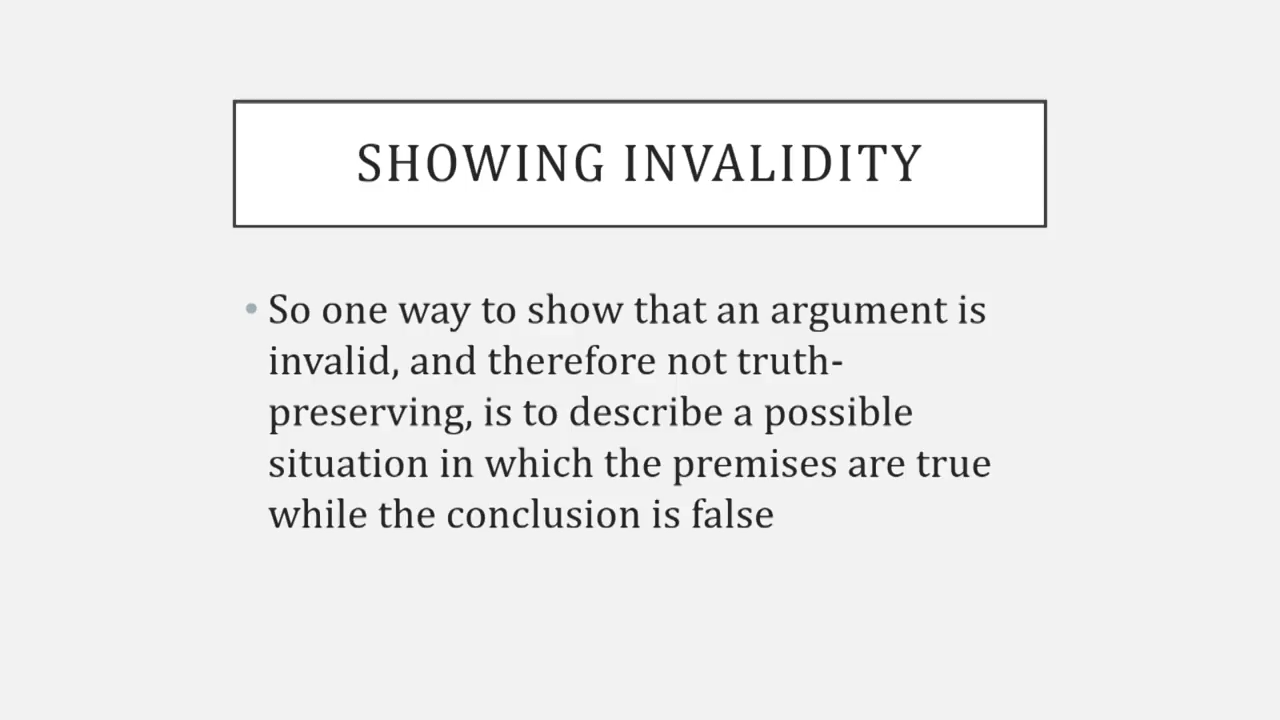 SHOWING INVALIDITY
• So one way to show that an argument is
invalid, and therefore not truth-
preserving, is to describe a possible
situation in which the premises are true
while the conclusion is false